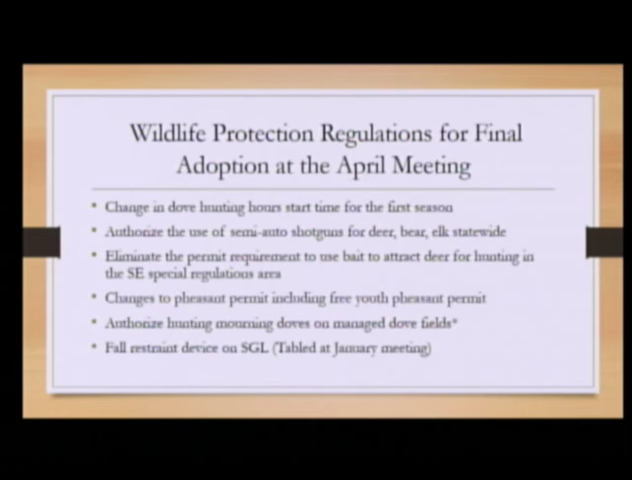 Wildlife Protection Regulations for Final
Adoption at the April Meeting
• Change in dove hunting hours start time for the first season
• Authorize the use of semi-auto shotguns for deer, bear, elk statewide
• Eliminate the permit requirement to use bait to attract deer for hunting in
the SE special regulations area
• Changes to pheasant permit including free youth pheasant permit
• Authorize hunting mourning doves on managed dove fields*
• Fall restraint device on SGL (Tabled at January meeting)